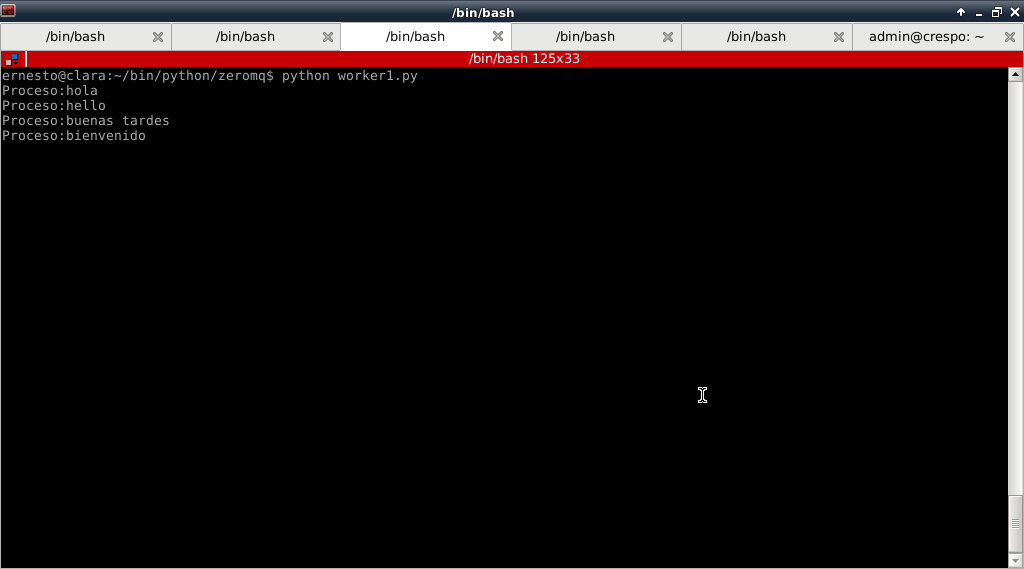 /bin/bash
/bin/bash /bin/bash /bin/bash /bin/bash /bin/bash admin@crespo: ~
/bin/bash 125x33
ernesto@clara:~/bin/python/zeromq$ python worker1.py
Proceso:hola
Proceso:hello
Proceso:buenas tardes
Proceso:bienvenido